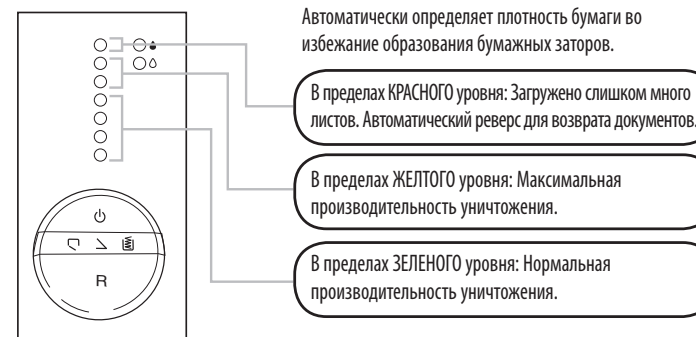 Автоматически определяет плотность бумаги во
избежание образования бумажных заторов.
В пределах КРАСНОГО уровня: Загружено слишком много
листов. Автоматический реверс для возврата документов.
В пределах ЖЕЛТОГО уровня: Максимальная
производительность уничтожения.
В пределах ЗЕЛЕНОГО уровня: Нормальная
производительность уничтожения.
R